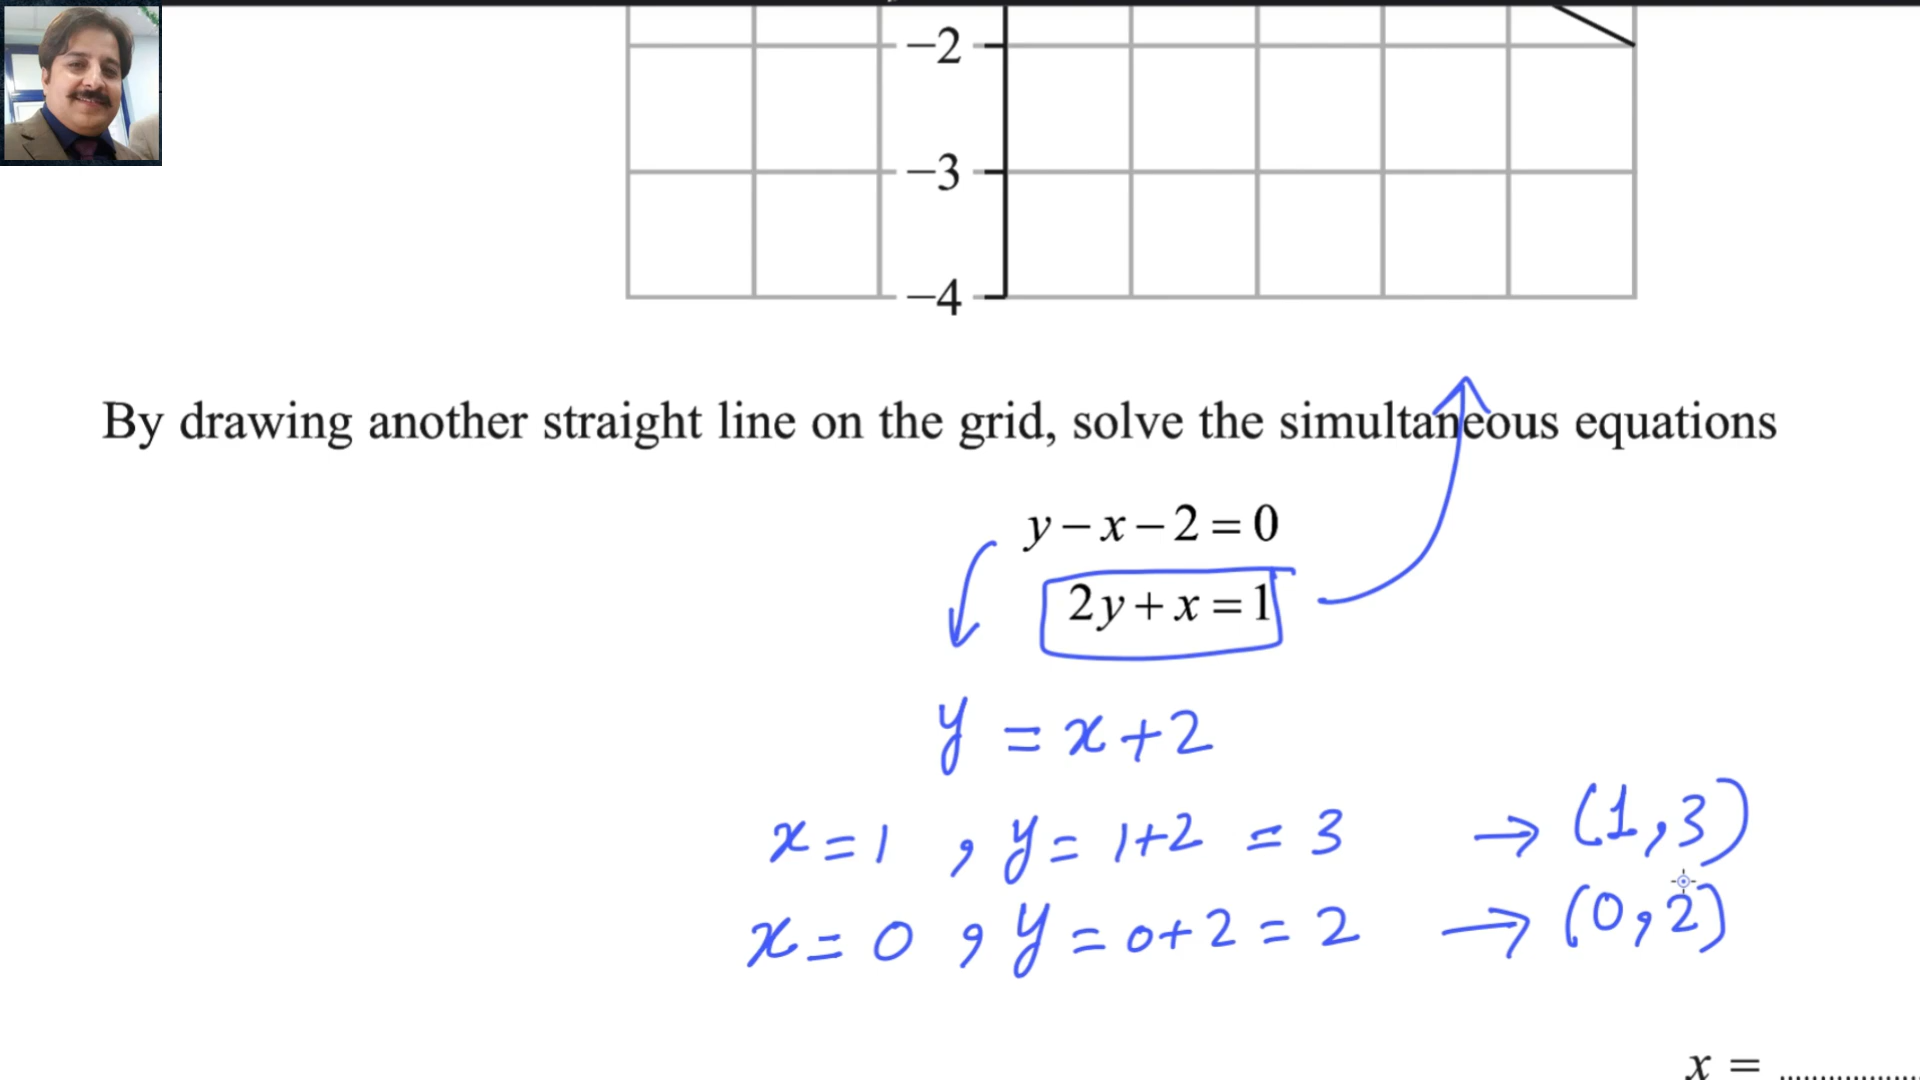 −2
−3
−4
By drawing another straight line on the grid, solve the simultaneous equations
y − x − 2 = 0
2y + x = 1
y = x + 2
x = 1 , y = 1 + 2 = 3 → (1,3)
x = 0 , y = 0 + 2 = 2 → (0,2)
x = ..................